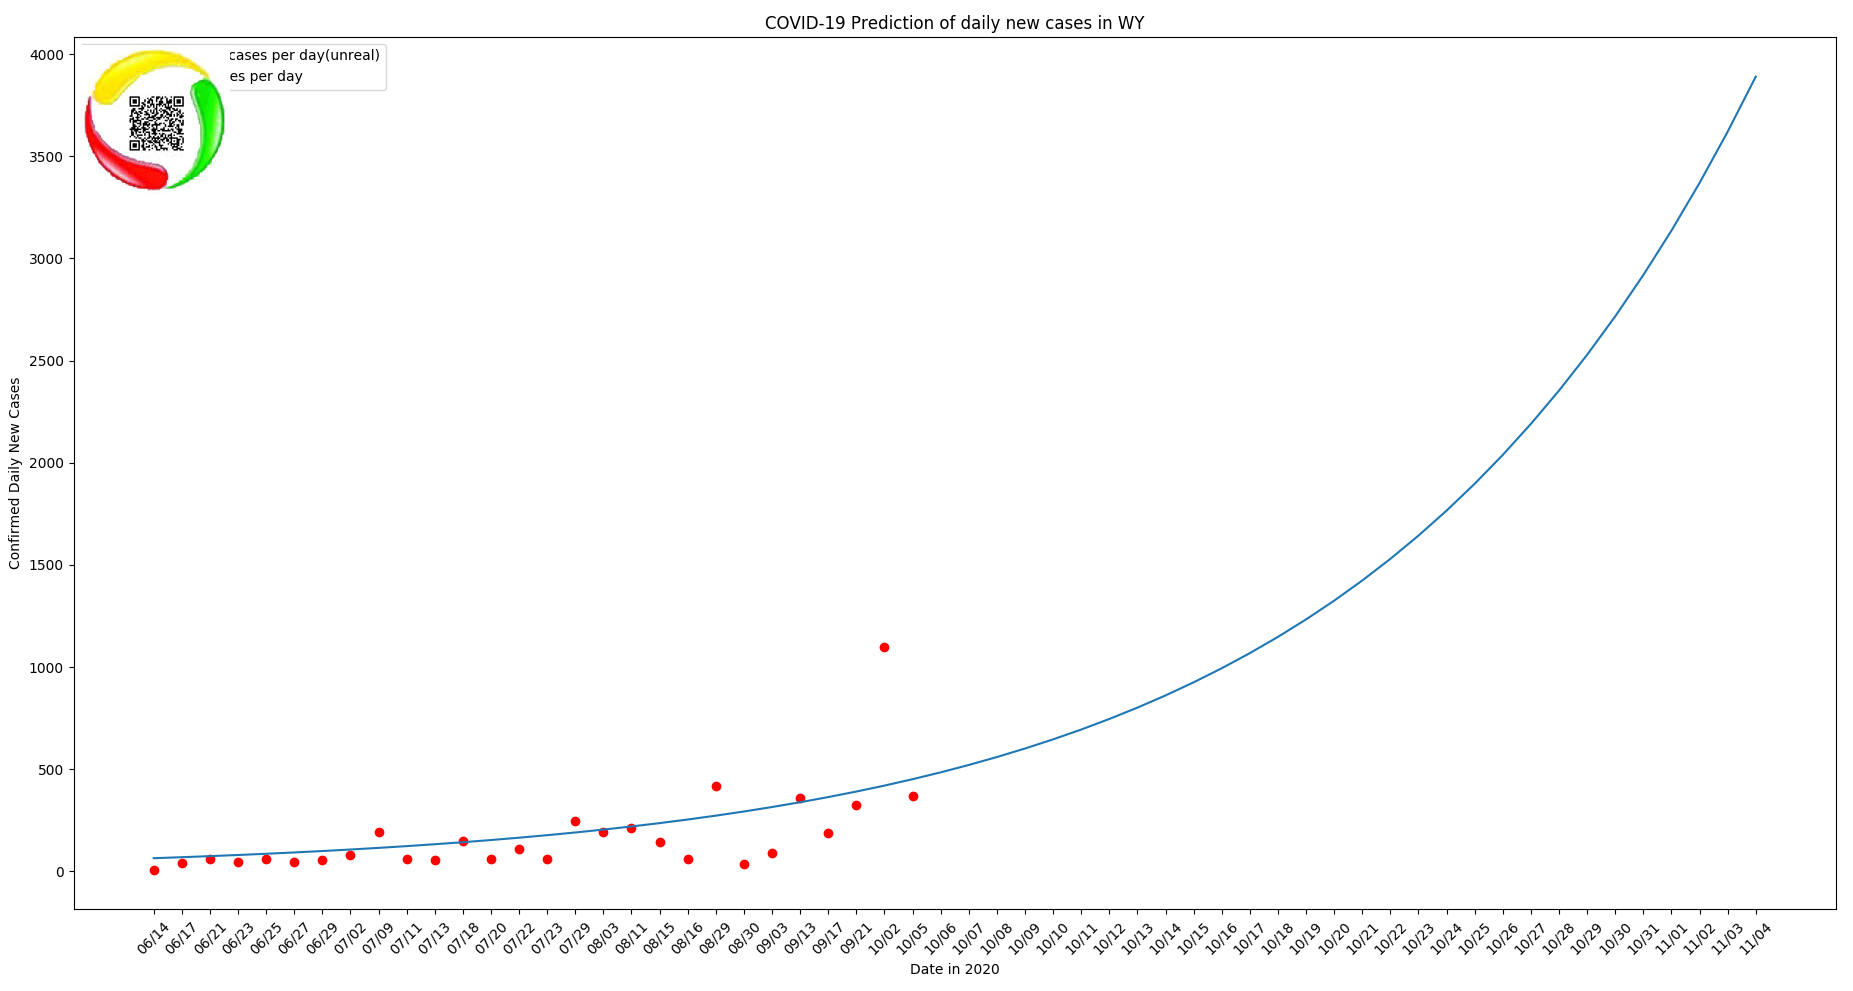 COVID-19 Prediction of daily new cases in WY
cases per day(unreal)
es per day
4000
3500
3000
2500
2000
1500
1000
500
0
Confirmed Daily New Cases
06/14 06/17 06/21 06/23 06/25 06/27 06/29 07/02 07/09 07/11 07/13 07/18 07/20 07/22 07/23 07/29 08/03 08/11 08/15 08/16 08/29 08/30 09/03 09/13 09/17 09/21 10/02 10/05 10/06 10/07 10/08 10/09 10/10 10/11 10/12 10/13 10/14 10/15 10/16 10/17 10/18 10/19 10/20 10/21 10/22 10/23 10/24 10/25 10/26 10/27 10/28 10/29 10/30 10/31 11/01 11/02 11/03 11/04
Date in 2020